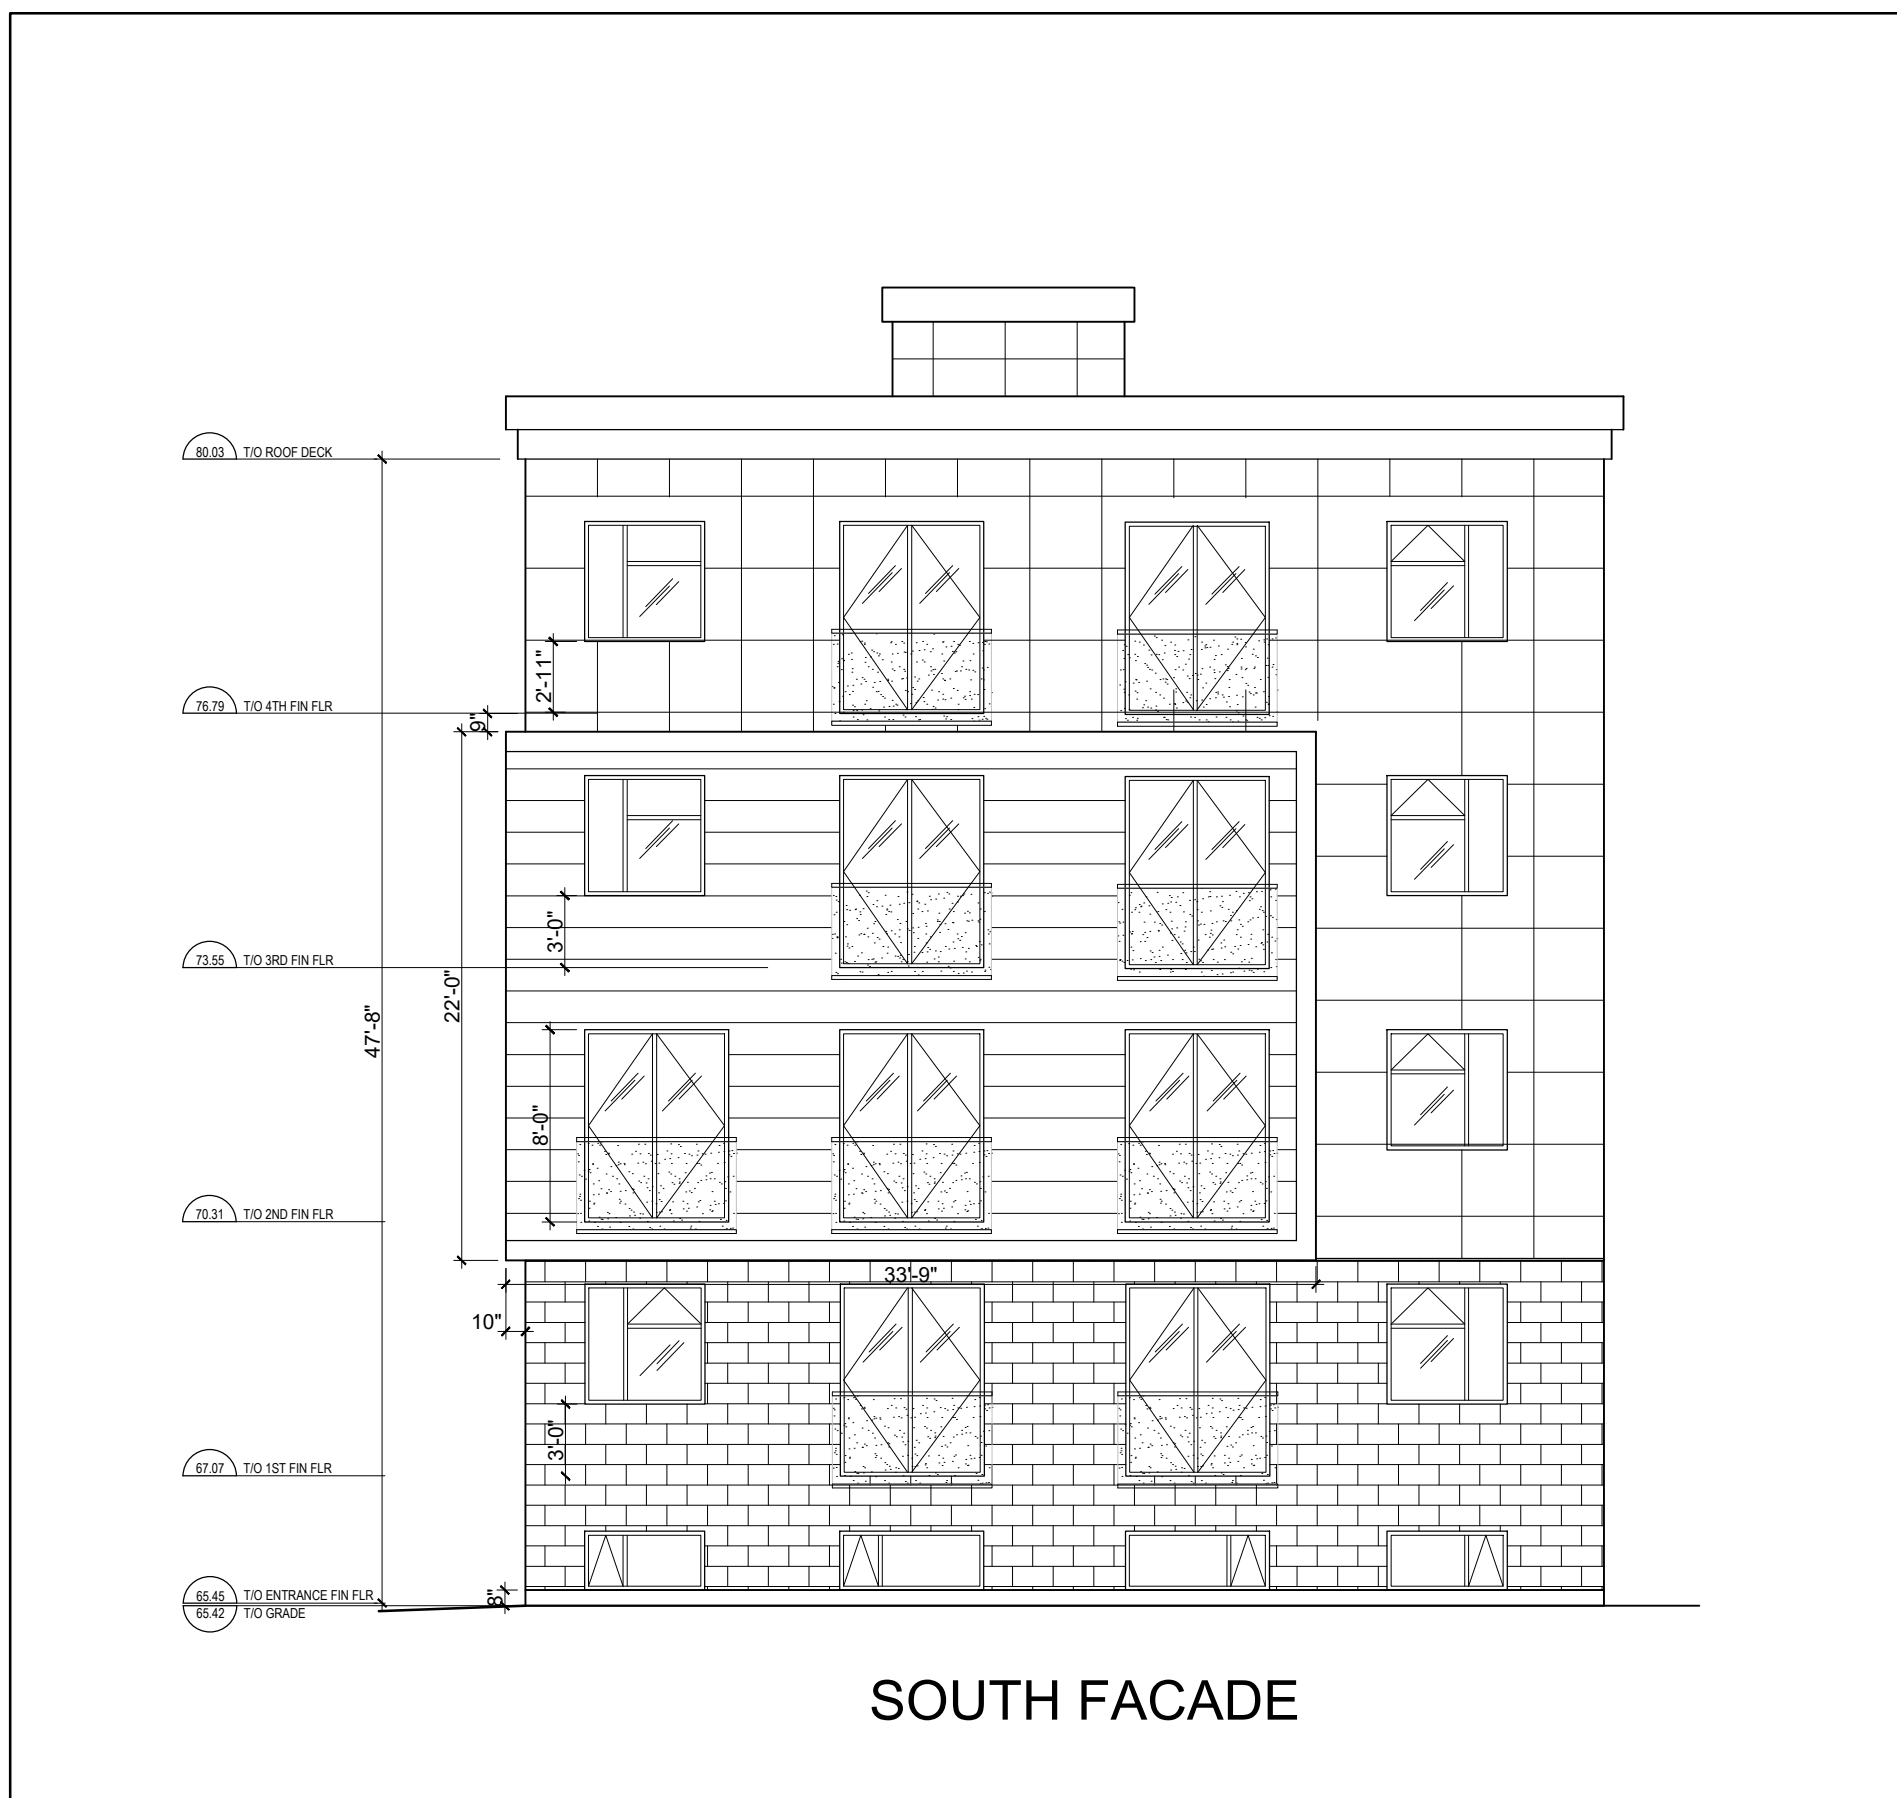 80.03 T/O ROOF DECK
2'-11"
76.79 T/O 4TH FIN FLR
9"
3'-0"
73.55 T/O 3RD FIN FLR
22'-0"
47'-8"
8'-0"
70.31 T/O 2ND FIN FLR
33'-9"
10"
3'-0"
67.07 T/O 1ST FIN FLR
65.45 T/O ENTRANCE FIN FLR
8"
65.42 T/O GRADE
SOUTH FACADE